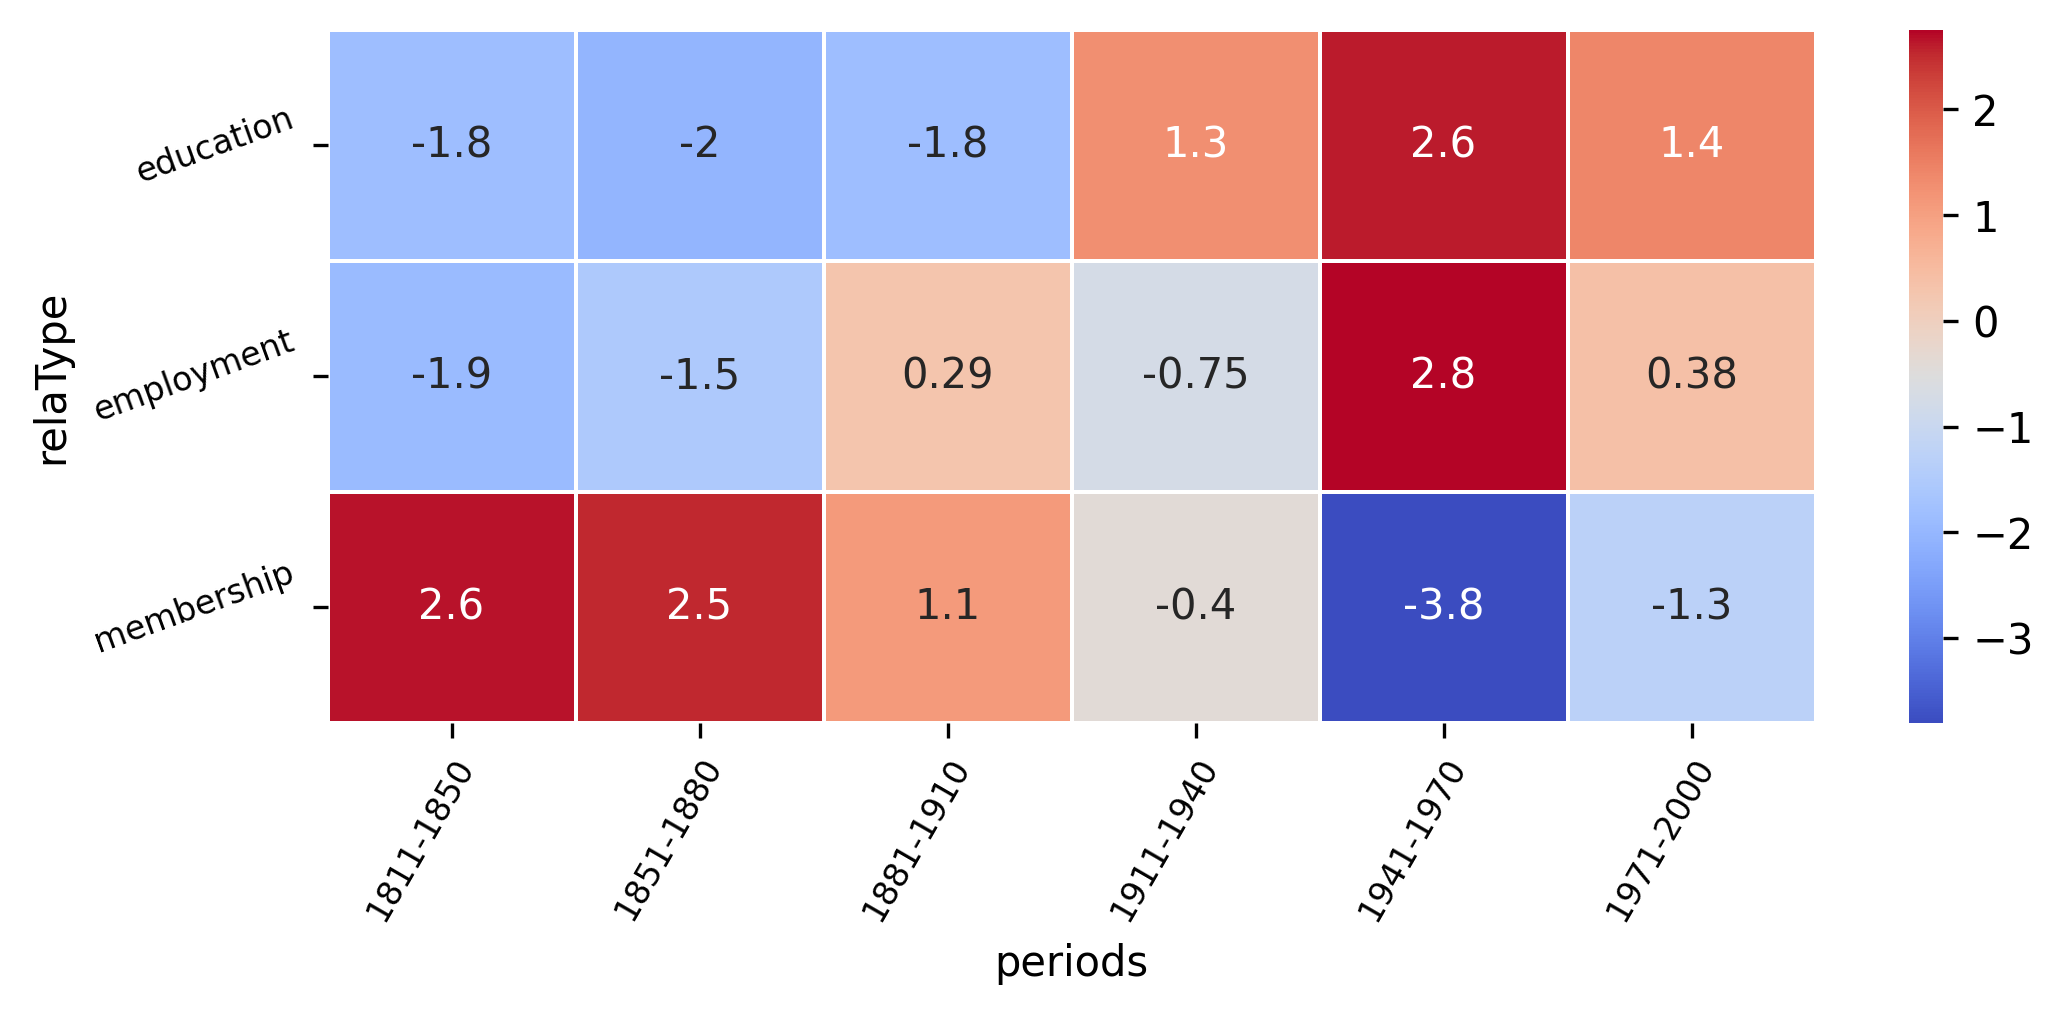 education -1.8 -2 -1.8 1.3 2.6 1.4
employment -1.9 -1.5 0.29 -0.75 2.8 0.38
membership 2.6 2.5 1.1 -0.4 -3.8 -1.3
relaType
1811-1850 1851-1880 1881-1910 1911-1940 1941-1970 1971-2000
periods
2
1
0
−1
−2
−3